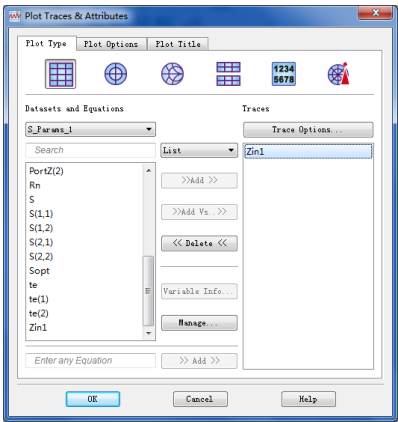 Plot Traces & Attributes
Plot Type Plot Options Plot Title
1234
5678
Datasets and Equations Traces
S_Params_1 Trace Options...
Search List Zin1
PortZ(2)
Rn >>Add >>
S
S(1,1)
S(1,2) >>Add Vs..>>
S(2,1)
S(2,2) << Delete <<
Sopt
te
te(1) Variable Info...
te(2)
Zin1 Manage...
Enter any Equation >> Add >>
OK Cancel Help